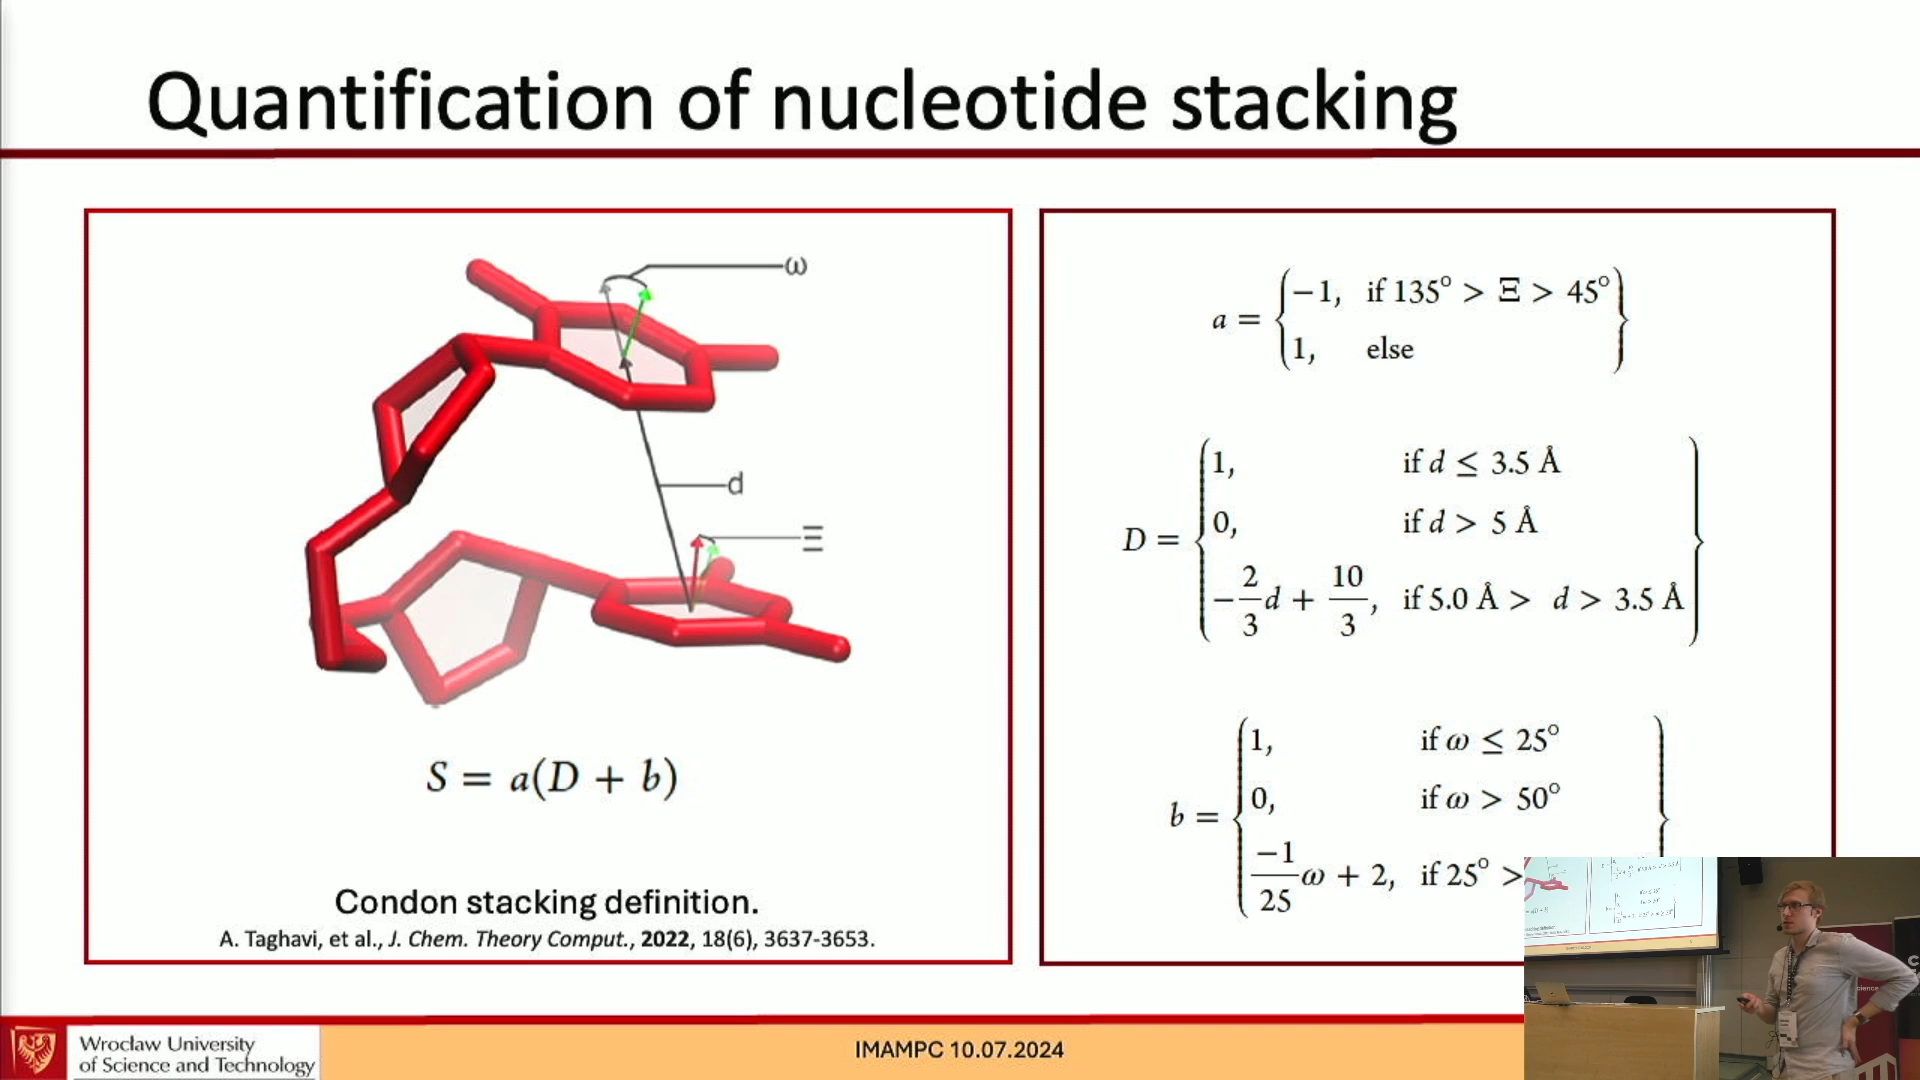 Quantification of nucleotide stacking
ω
d
Ξ
S = a(D + b)
Condon stacking definition.
A. Taghavi, et al., J. Chem. Theory Comput., 2022, 18(6), 3637-3653.
a = {−1, if 135° > Ξ > 45°
1, else}
D = {1, if d ≤ 3.5 Å
0, if d > 5 Å
−2/3 d + 10/3, if 5.0 Å > d > 3.5 Å}
b = {1, if ω ≤ 25°
0, if ω > 50°
−1/25 ω + 2, if 25° >
Wrocław University
of Science and Technology
IMAMPC 10.07.2024